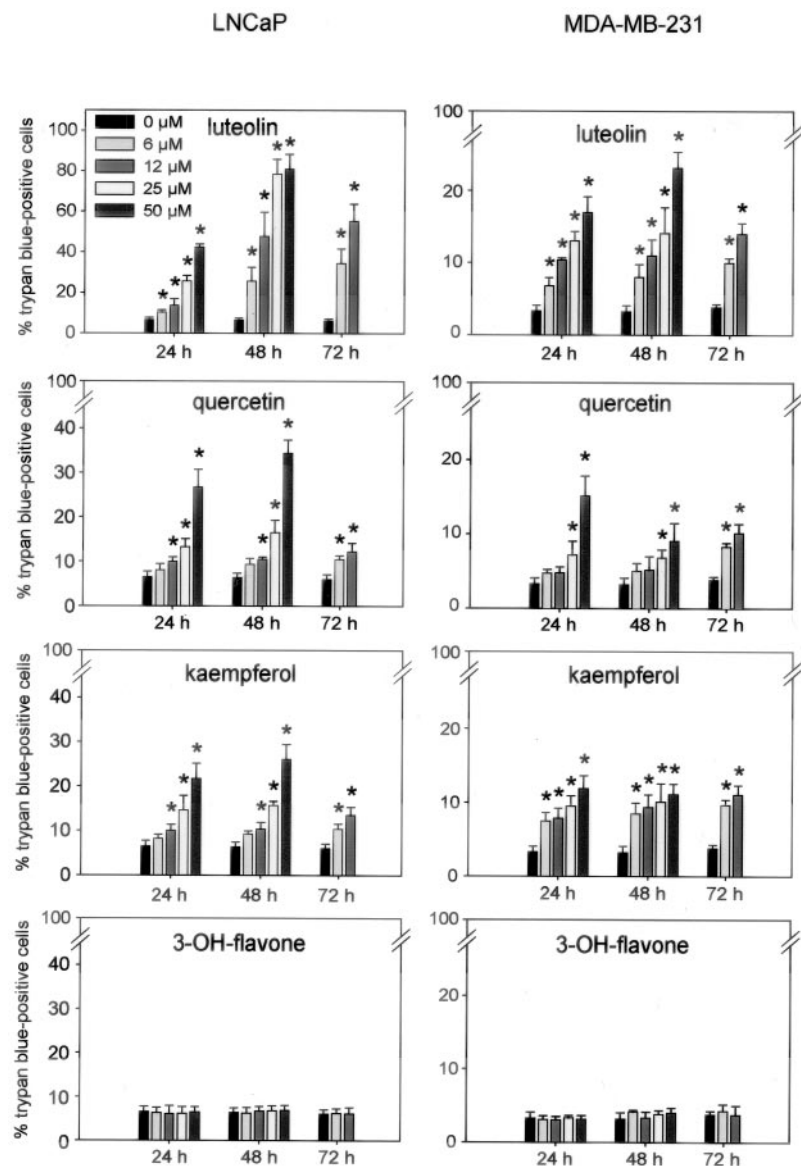 LNCaP
MDA-MB-231
% trypan blue-positive cells
100
80
60
40
20
0
0 µM
6 µM
12 µM
25 µM
50 µM
luteolin
* * * *
* * * *
* *
24 h 48 h 72 h
100
20
10
0
luteolin
* * * *
* * * *
* *
24 h 48 h 72 h
% trypan blue-positive cells
100
40
30
20
10
0
quercetin
* * *
* * *
* *
24 h 48 h 72 h
100
20
10
0
quercetin
* *
* *
* *
24 h 48 h 72 h
% trypan blue-positive cells
100
40
30
20
10
0
kaempferol
* * *
* * *
* *
24 h 48 h 72 h
100
20
10
0
kaempferol
* * * *
* * * *
* *
24 h 48 h 72 h
% trypan blue-positive cells
100
40
30
20
10
0
3-OH-flavone
24 h 48 h 72 h
100
20
10
0
3-OH-flavone
24 h 48 h 72 h